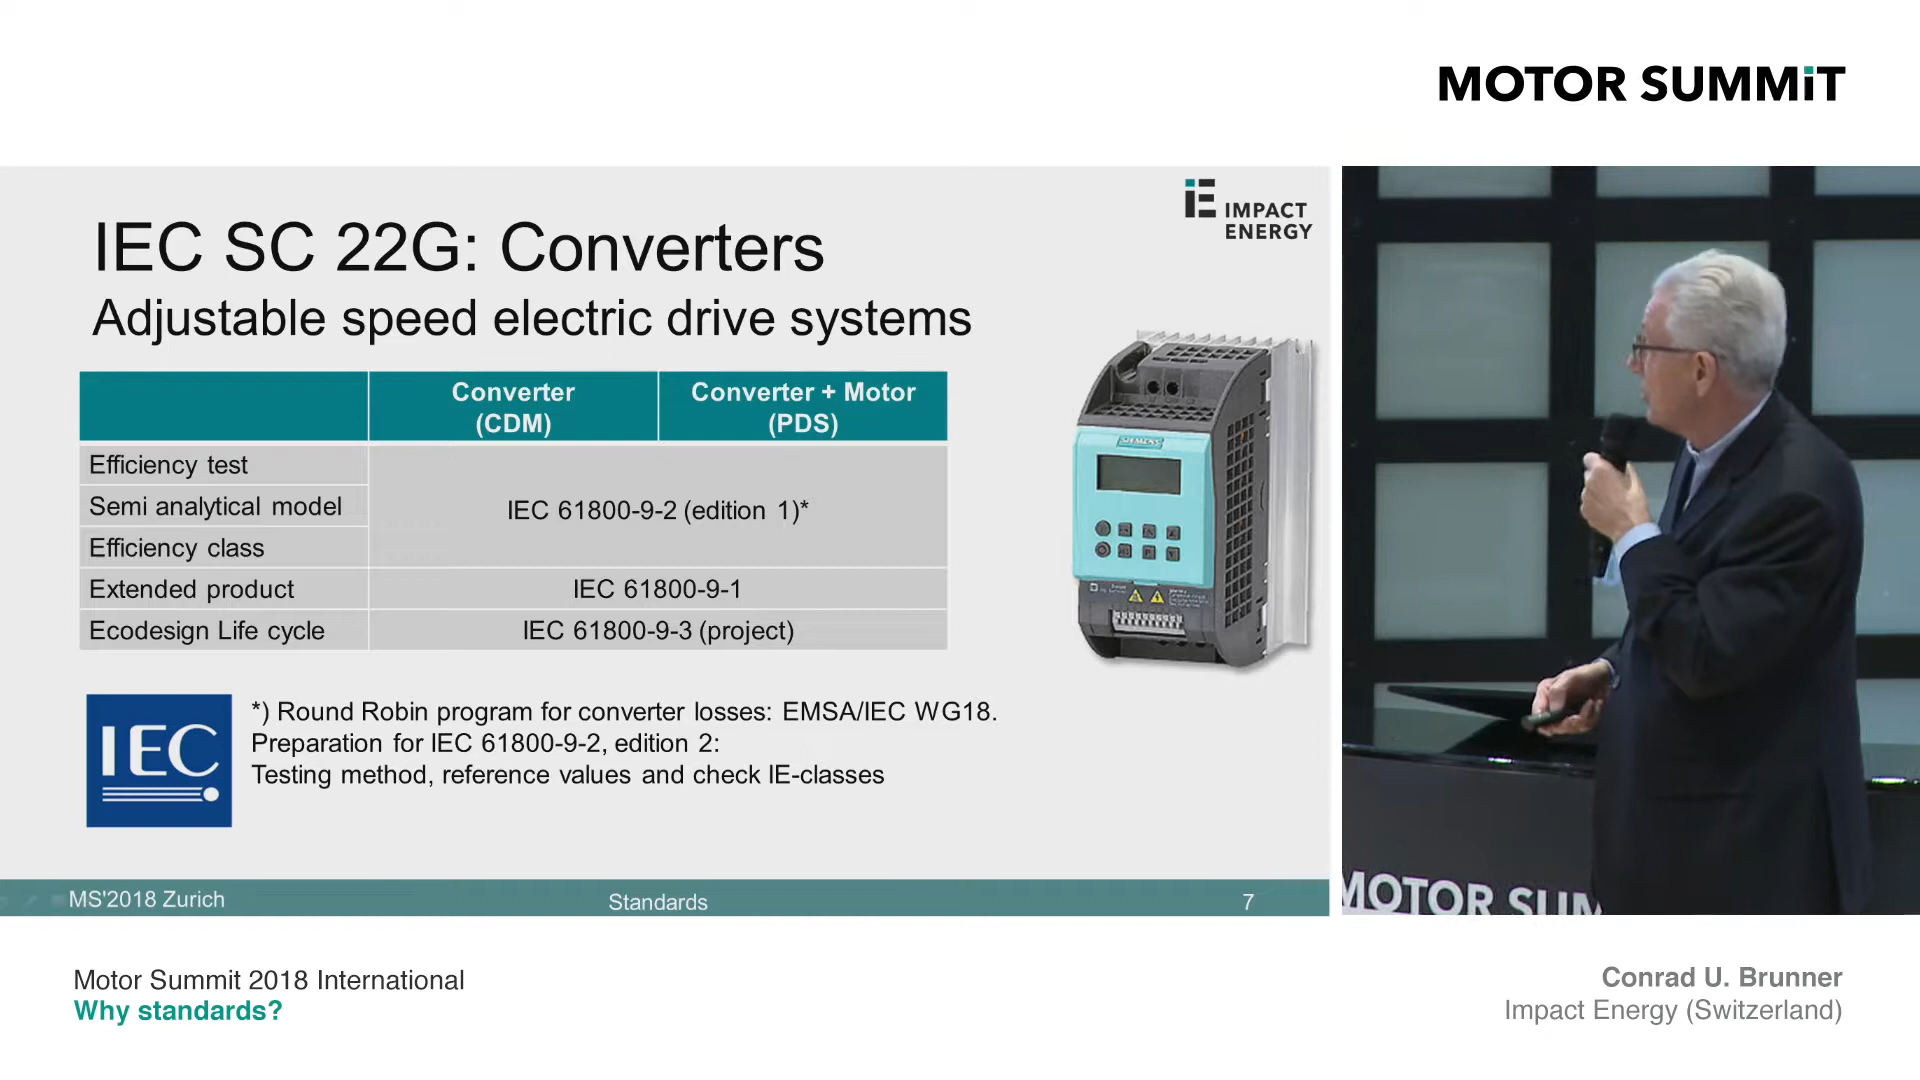 MOTOR SUMMiT
IMPACT
ENERGY
IEC SC 22G: Converters
Adjustable speed electric drive systems
Converter
(CDM)
Converter + Motor
(PDS)
Efficiency test
Semi analytical model
Efficiency class
IEC 61800-9-2 (edition 1)*
Extended product
IEC 61800-9-1
Ecodesign Life cycle
IEC 61800-9-3 (project)
SIEMENS
IEC
*) Round Robin program for converter losses: EMSA/IEC WG18.
Preparation for IEC 61800-9-2, edition 2:
Testing method, reference values and check IE-classes
MS'2018 Zurich
Standards
7
MOTOR SUM
Motor Summit 2018 International
Why standards?
Conrad U. Brunner
Impact Energy (Switzerland)